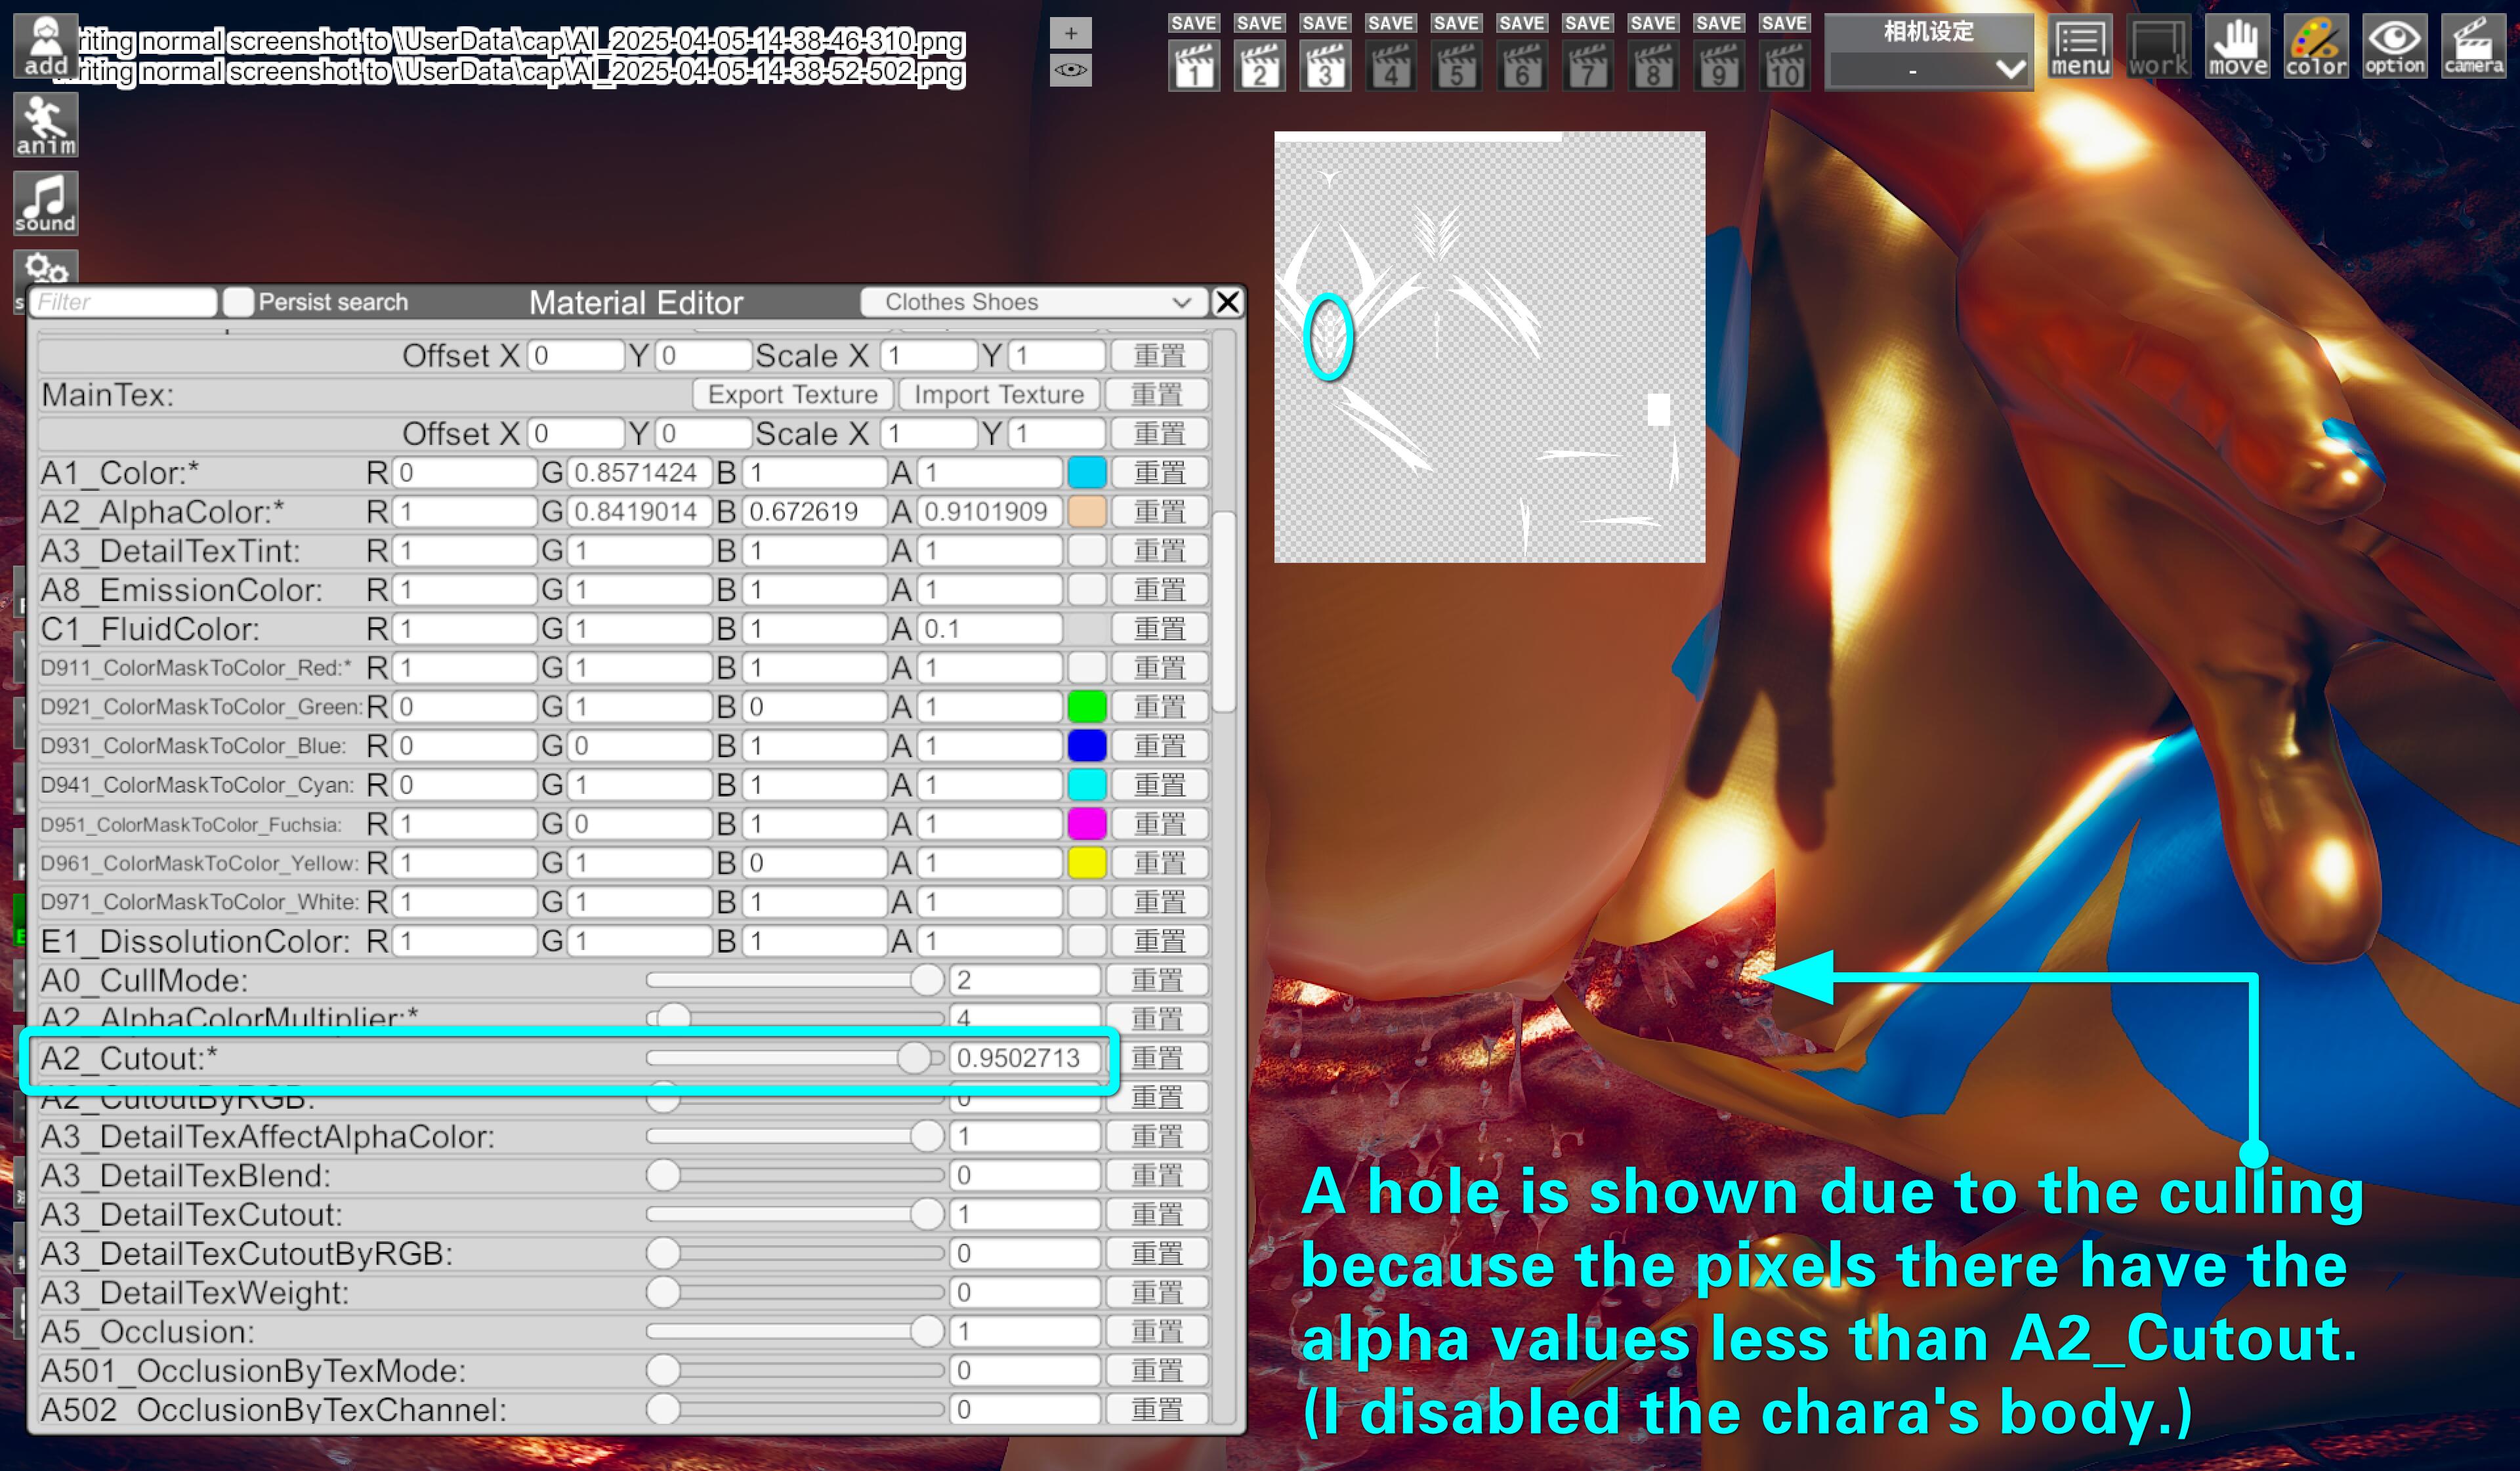 add
riting normal screenshot to \UserData\cap\AI_2025-04-05-14-38-46-310.png
riting normal screenshot to \UserData\cap\AI_2025-04-05-14-38-52-502.png
+
SAVE SAVE SAVE SAVE SAVE SAVE SAVE SAVE SAVE SAVE
1 2 3 4 5 6 7 8 9 10
相机设定
-
menu work move color option camera
anim
sound
Filter Persist search Material Editor Clothes Shoes X
Offset X 0 Y 0 Scale X 1 Y 1 重置
MainTex: Export Texture Import Texture 重置
Offset X 0 Y 0 Scale X 1 Y 1 重置
A1_Color:* R 0 G 0.8571424 B 1 A 1 重置
A2_AlphaColor:* R 1 G 0.8419014 B 0.672619 A 0.9101909 重置
A3_DetailTexTint: R 1 G 1 B 1 A 1 重置
A8_EmissionColor: R 1 G 1 B 1 A 1 重置
C1_FluidColor: R 1 G 1 B 1 A 0.1 重置
D911_ColorMaskToColor_Red:* R 1 G 1 B 1 A 1 重置
D921_ColorMaskToColor_Green: R 0 G 1 B 0 A 1 重置
D931_ColorMaskToColor_Blue: R 0 G 0 B 1 A 1 重置
D941_ColorMaskToColor_Cyan: R 0 G 1 B 1 A 1 重置
D951_ColorMaskToColor_Fuchsia: R 1 G 0 B 1 A 1 重置
D961_ColorMaskToColor_Yellow: R 1 G 1 B 0 A 1 重置
D971_ColorMaskToColor_White: R 1 G 1 B 1 A 1 重置
E1_DissolutionColor: R 1 G 1 B 1 A 1 重置
A0_CullMode: 2 重置
A2_AlphaColorMultiplier:* 4 重置
A2_Cutout:* 0.9502713 重置
A2_CutoutByRGB: 0 重置
A3_DetailTexAffectAlphaColor: 1 重置
A3_DetailTexBlend: 0 重置
A3_DetailTexCutout: 1 重置
A3_DetailTexCutoutByRGB: 0 重置
A3_DetailTexWeight: 0 重置
A5_Occlusion: 1 重置
A501_OcclusionByTexMode: 0 重置
A502_OcclusionByTexChannel: 0 重置
A hole is shown due to the culling
because the pixels there have the
alpha values less than A2_Cutout.
(I disabled the chara's body.)